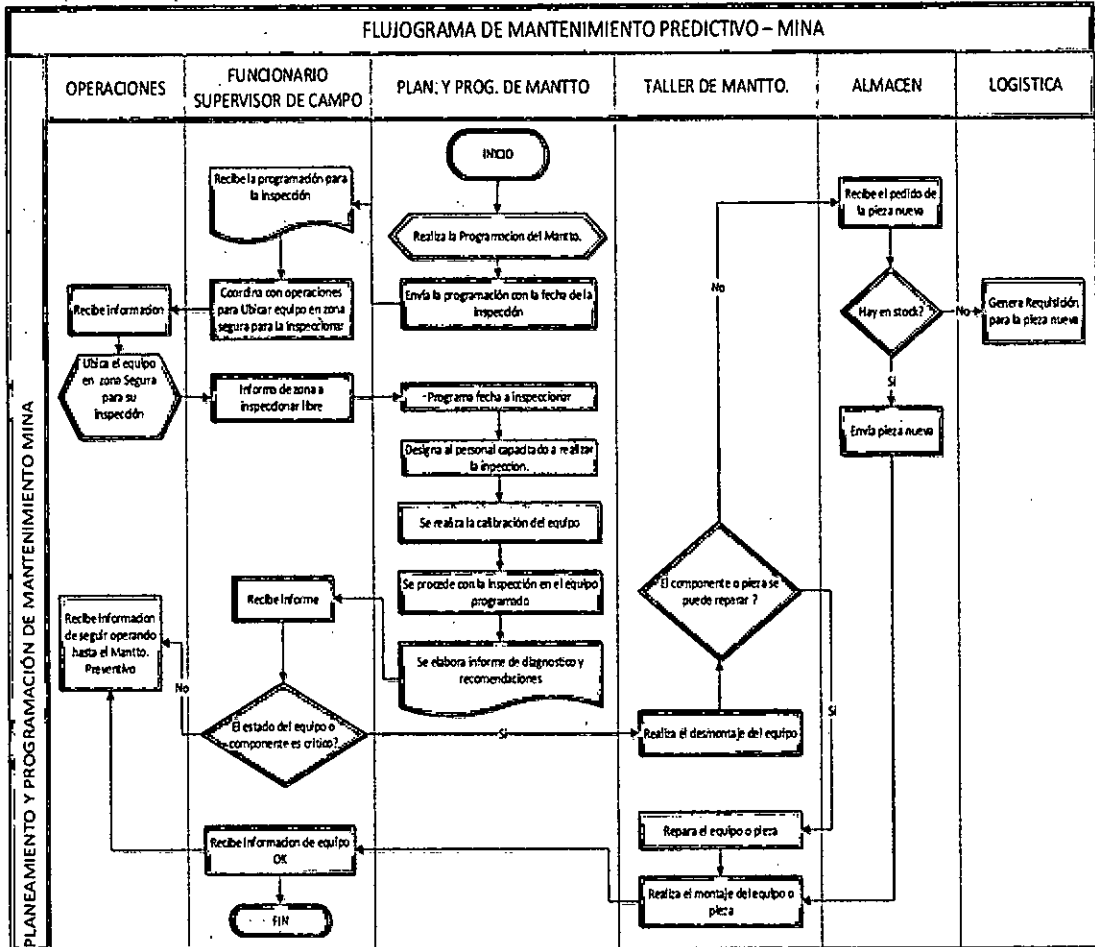 FLUJOGRAMA DE MANTENIMIENTO PREDICTIVO – MINA
PLANEAMIENTO Y PROGRAMACIÓN DE MANTENIMIENTO MINA
OPERACIONES
FUNCIONARIO
SUPERVISOR DE CAMPO
PLAN. Y PROG. DE MANTTO
TALLER DE MANTTO.
ALMACEN
LOGISTICA
INICIO
Recibe la programación para
la inspección
Realiza la Programacion del Mantto.
Recibe el pedido de
la pieza nueva
Recibe informacion
Coordina con operaciones
para Ubicar equipo en zona
segura para la inspeccionar
Envía la programación con la fecha de la
inspección
No
Hay en stock?
No
Genera Requisición
para la pieza nueva
Ubica el equipo
en zona Segura
para su
inspección
Informa de zona a
inspeccionar libre
-Programa fecha a inspeccionar
Si
Envía pieza nueva
Designa al personal capacitado a realizar
la inpeccion.
Se realiza la calibración del equipo
Se procede con la inspección en el equipo
programado
El componente o pieza se
puede reparar ?
Recibe Informe
Recibe Informacion
de seguir operando
hasta el Mantto.
Preventivo
Se elabora informe de diagnostico y
recomendaciones
No
El estado del equipo o
componente es critico?
Si
Realiza el desmontaje del equipo
Si
Repara el equipo o pieza
Recibe Informacion de equipo
OK
Realiza el montaje del equipo o
pieza
FIN